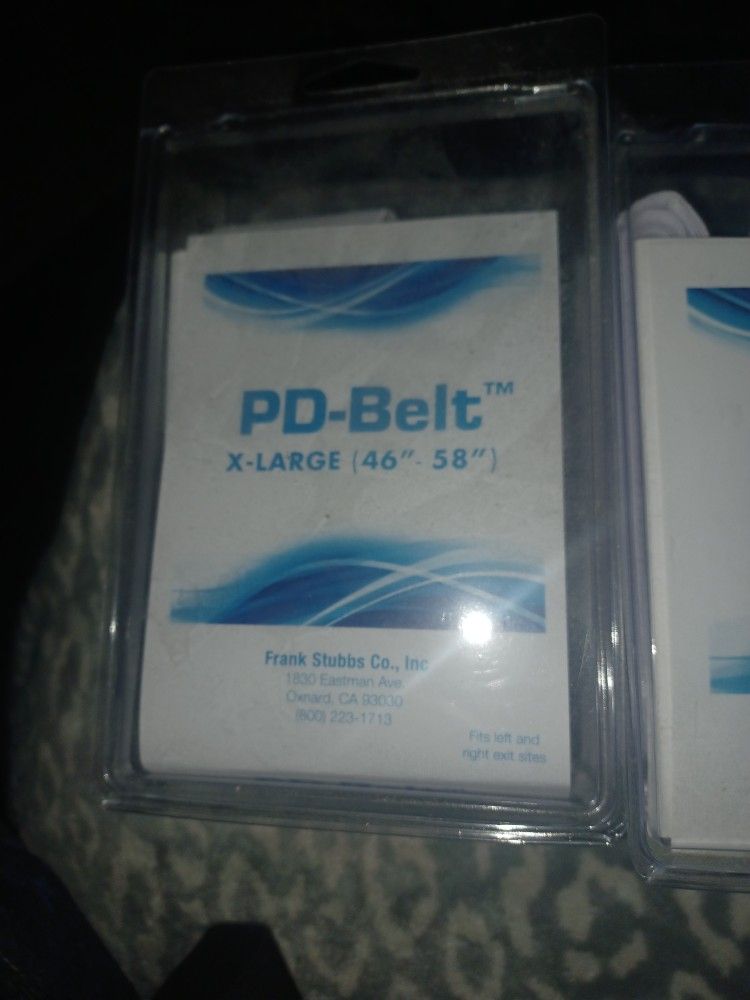 PD-Belt™
X-LARGE (46"- 58")
Frank Stubbs Co., Inc
1830 Eastman Ave.
Oxnard, CA 93030
(800) 223-1713
Fits left and
right exit sites